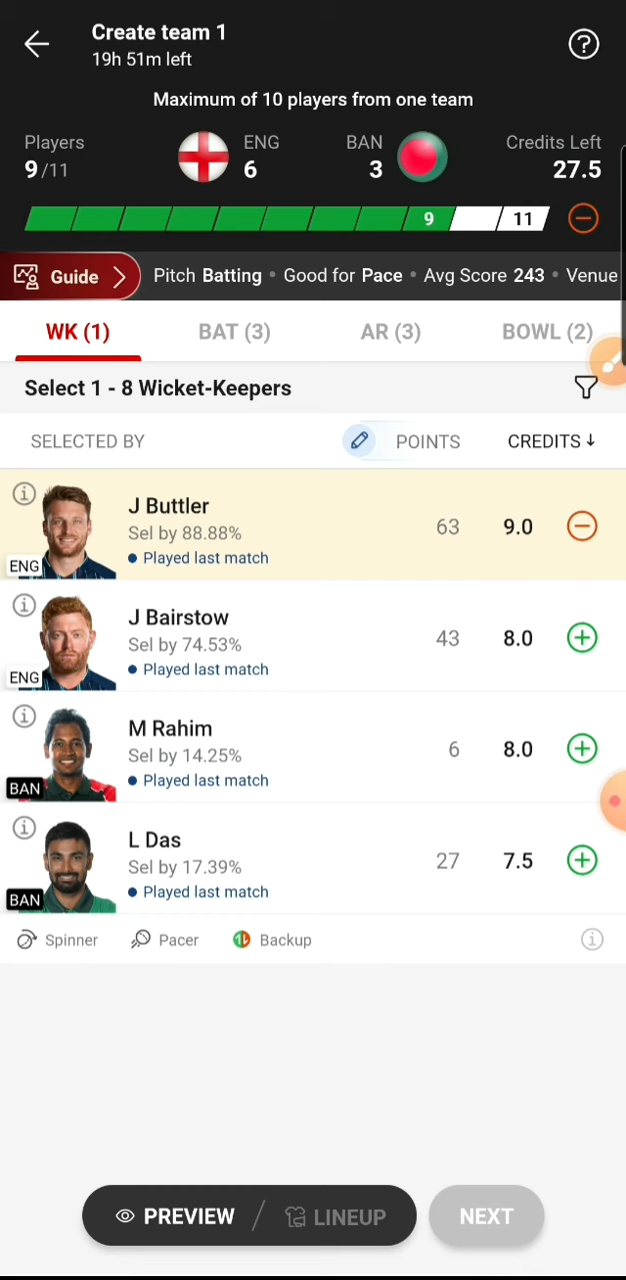 Create team 1
19h 51m left
Maximum of 10 players from one team
Players ENG BAN Credits Left
9/11 6 3 27.5
9 11
Guide Pitch Batting • Good for Pace • Avg Score 243 • Venue
WK (1) BAT (3) AR (3) BOWL (2)
Select 1 - 8 Wicket-Keepers
SELECTED BY POINTS CREDITS ↓
J Buttler
Sel by 88.88% 63 9.0
ENG • Played last match
J Bairstow
Sel by 74.53% 43 8.0
ENG • Played last match
M Rahim
Sel by 14.25% 6 8.0
BAN • Played last match
L Das
Sel by 17.39% 27 7.5
BAN • Played last match
Spinner Pacer Backup
PREVIEW / LINEUP NEXT